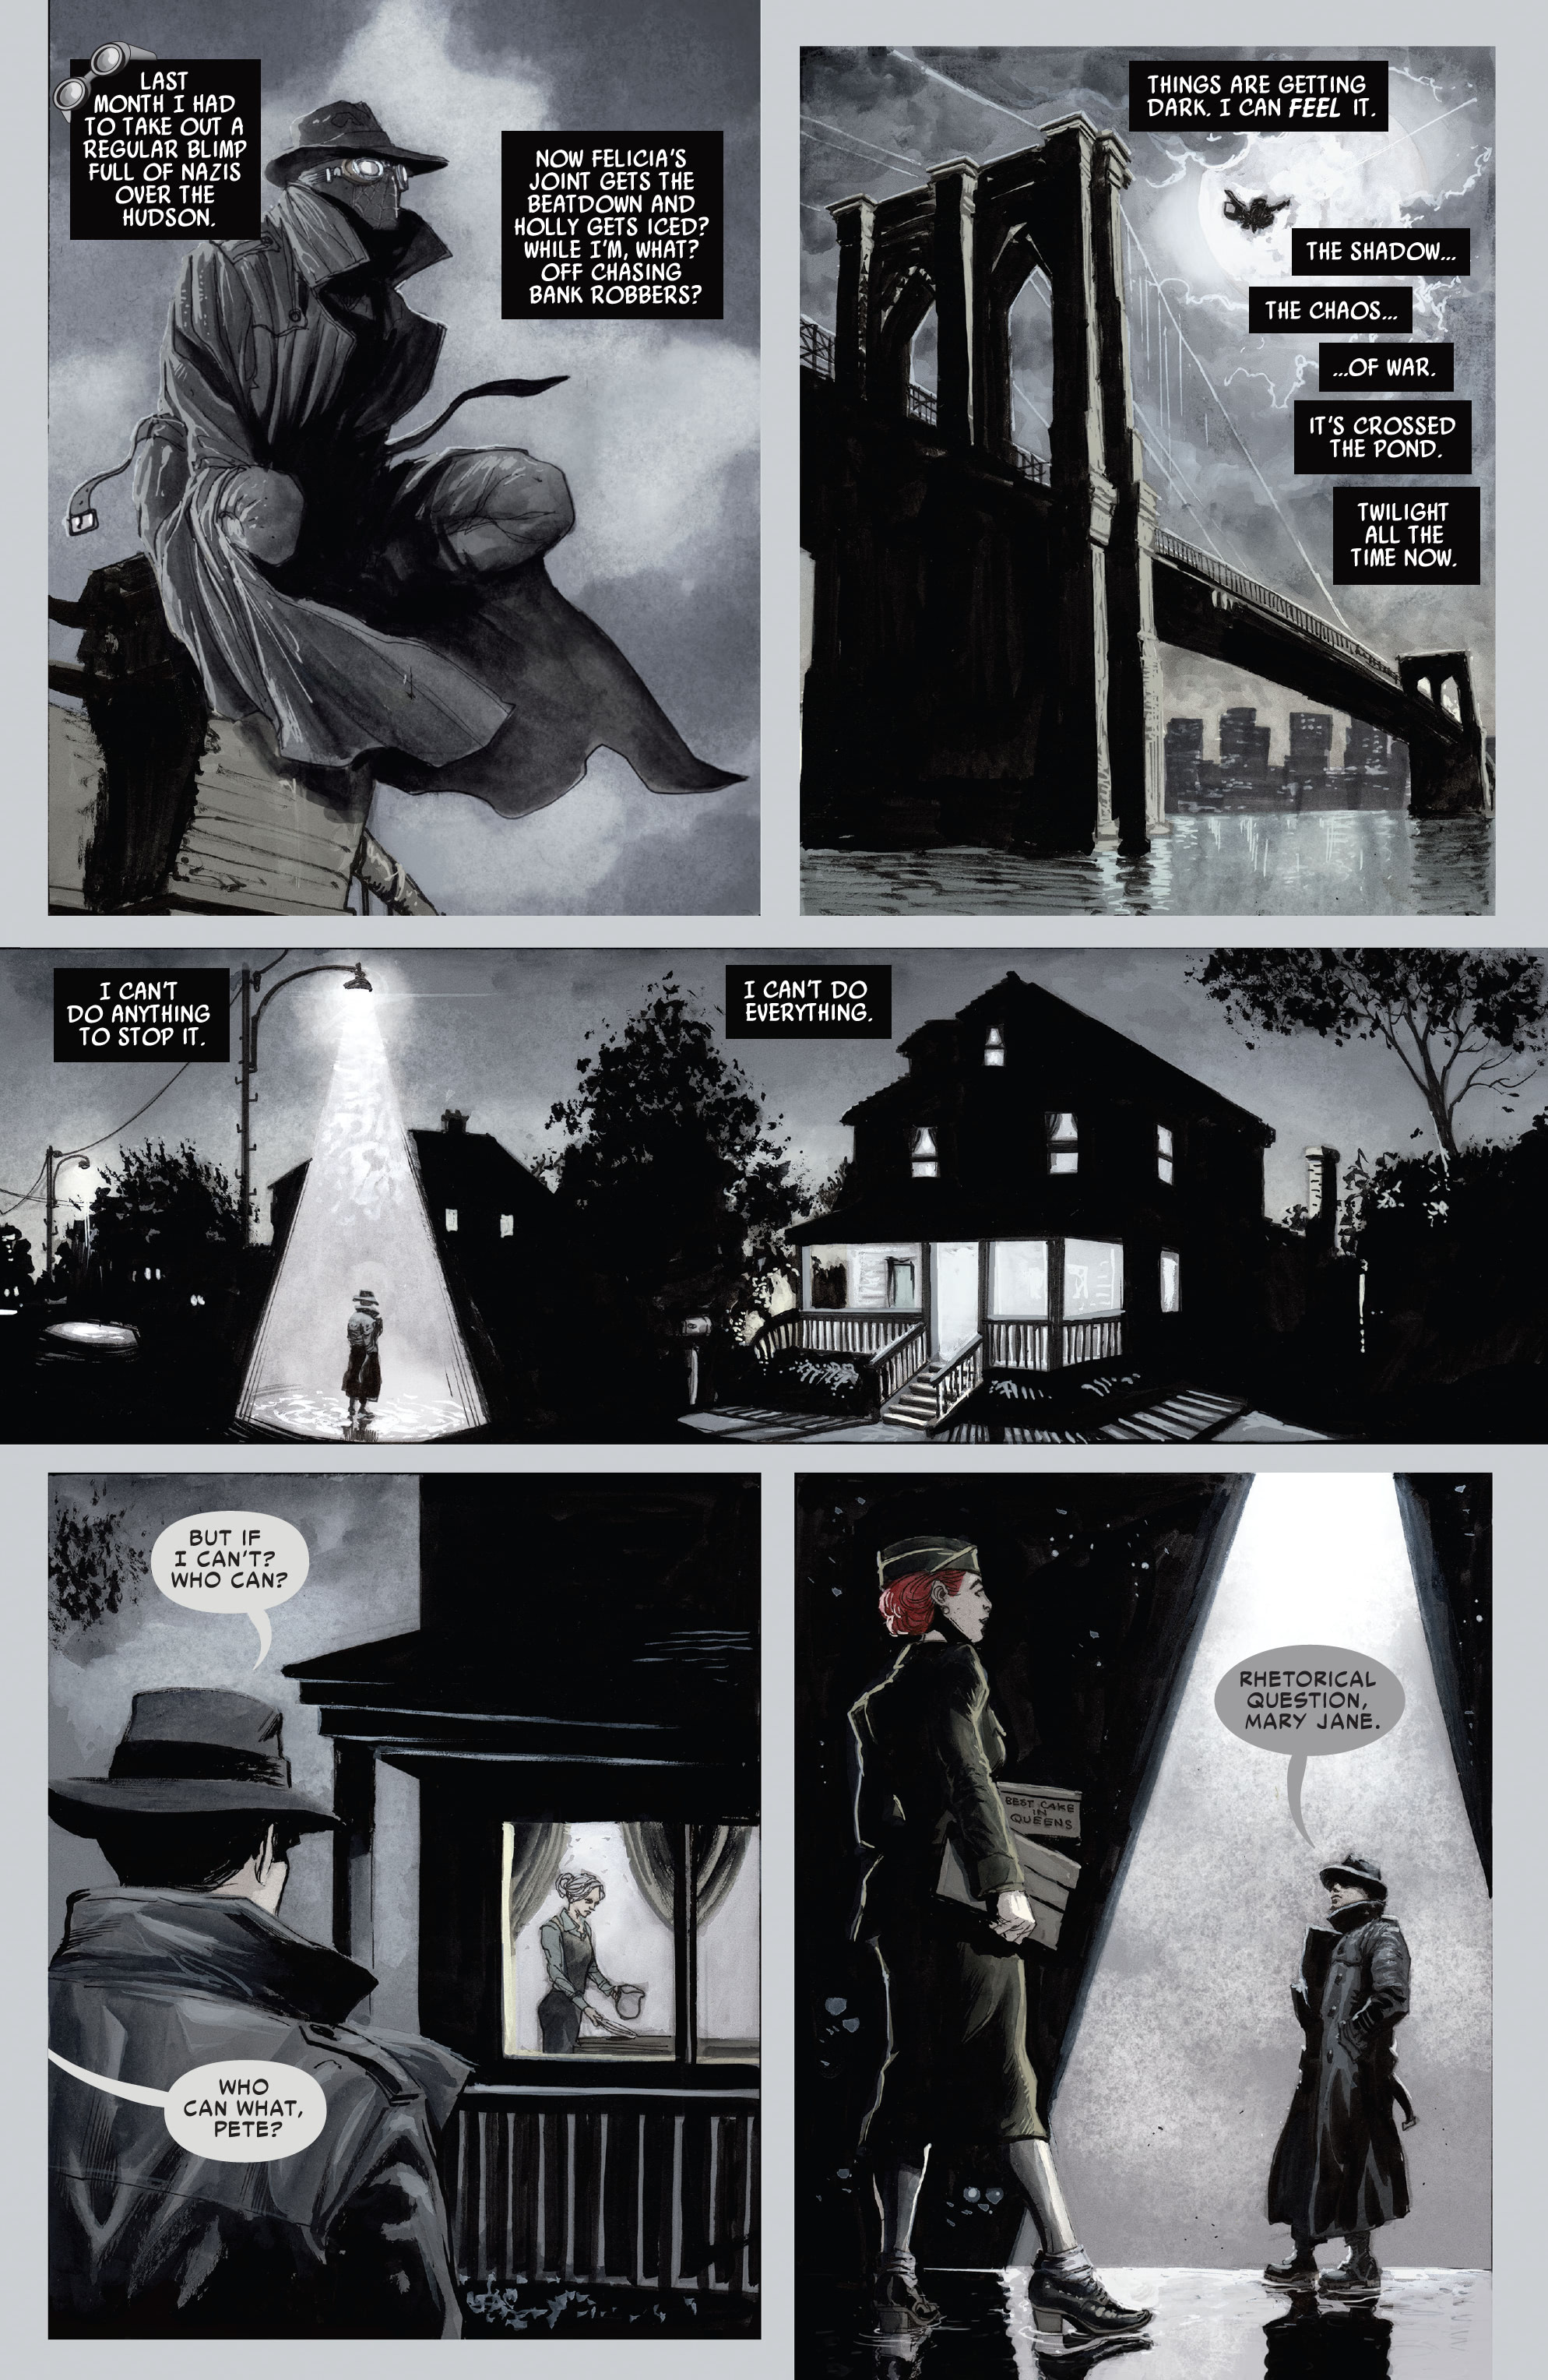 LAST
MONTH I HAD
TO TAKE OUT A
REGULAR BLIMP
FULL OF NAZIS
OVER THE
HUDSON.
NOW FELICIA'S
JOINT GETS THE
BEATDOWN AND
HOLLY GETS ICED?
WHILE I'M, WHAT?
OFF CHASING
BANK ROBBERS?
THINGS ARE GETTING
DARK. I CAN FEEL IT.
THE SHADOW...
THE CHAOS...
...OF WAR.
IT'S CROSSED
THE POND.
TWILIGHT
ALL THE
TIME NOW.
I CAN'T
DO ANYTHING
TO STOP IT.
I CAN'T DO
EVERYTHING.
BUT IF
I CAN'T?
WHO CAN?
WHO
CAN WHAT,
PETE?
RHETORICAL
QUESTION,
MARY JANE.
BEST CAKE
IN
QUEENS